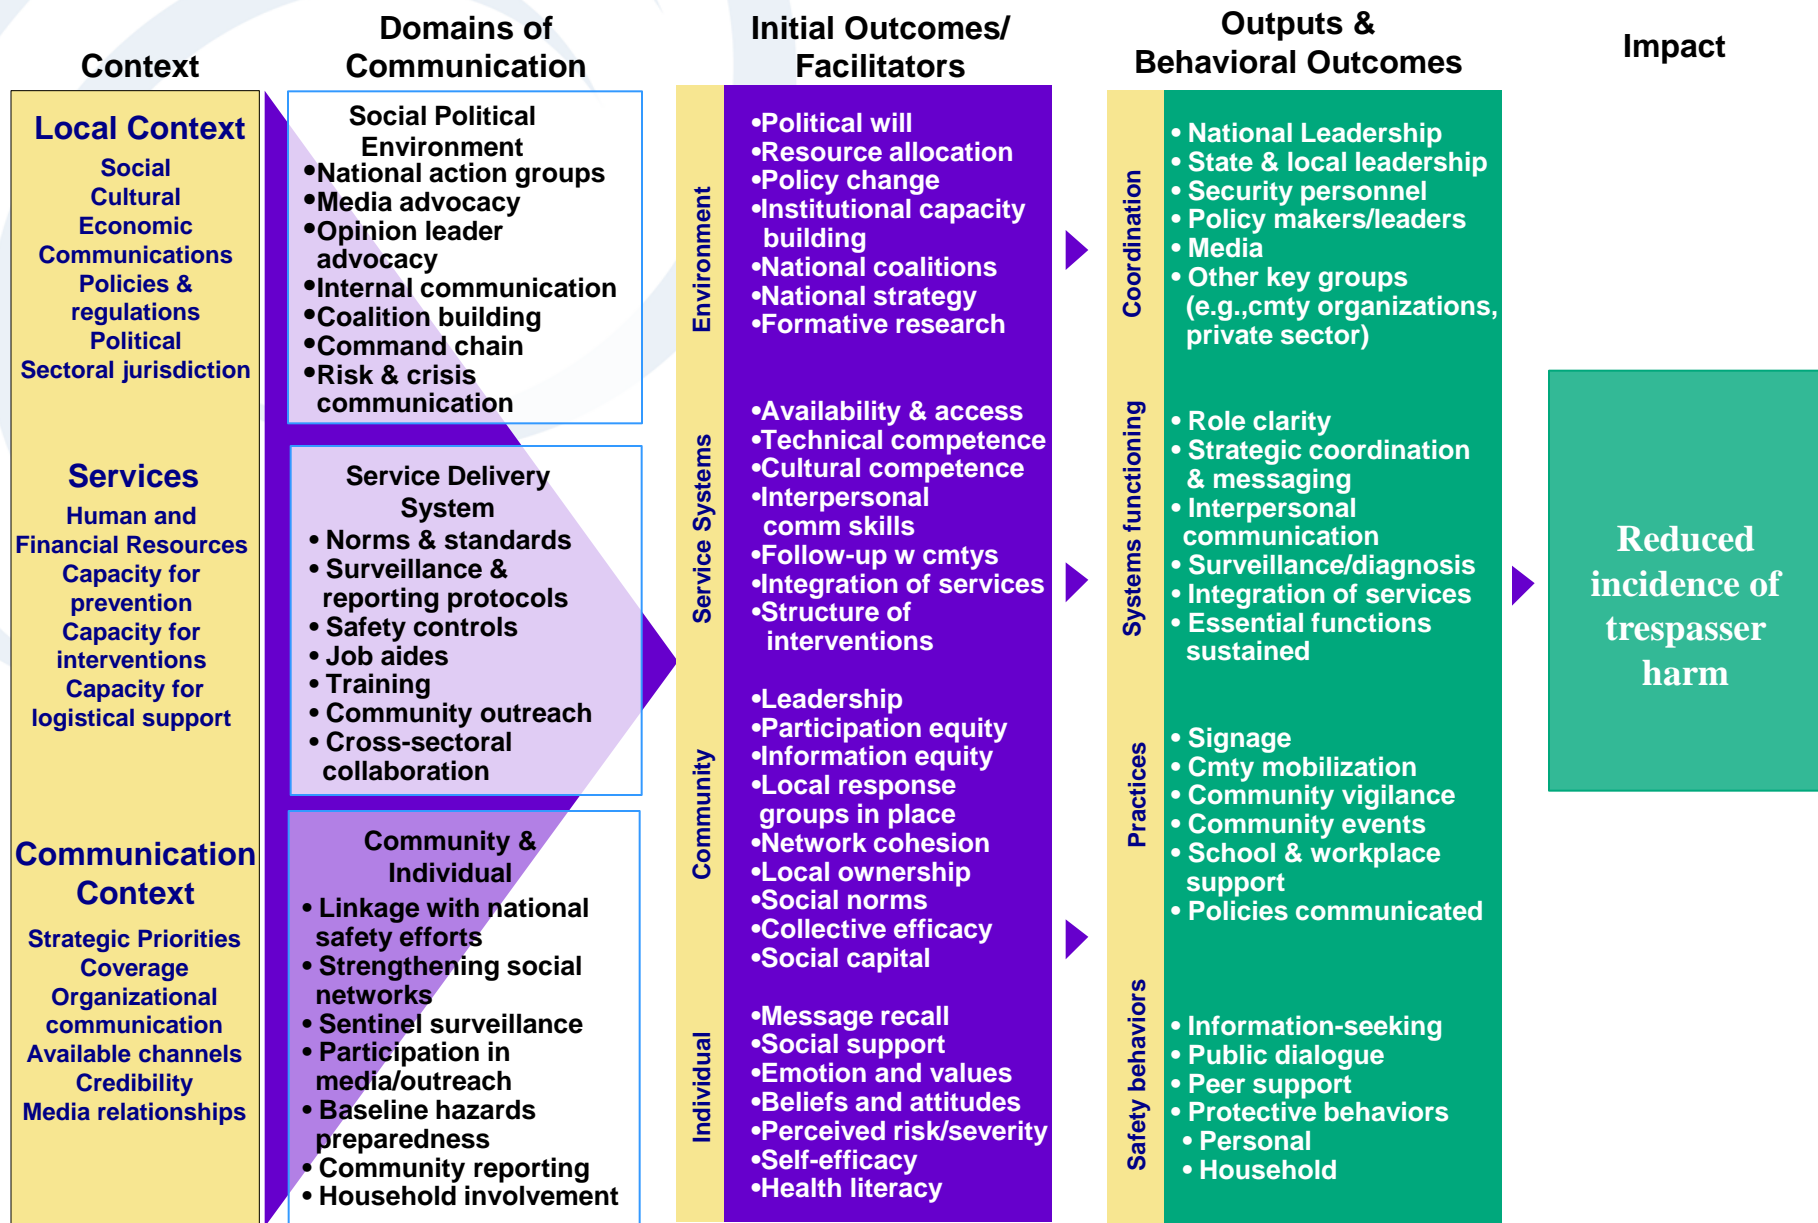 Context
Local Context
Social
Cultural
Economic
Communications
Policies &
regulations
Political
Sectoral jurisdiction
Services
Human and
Financial Resources
Capacity for
prevention
Capacity for
interventions
Capacity for
logistical support
Communication
Context
Strategic Priorities
Coverage
Organizational
communication
Available channels
Credibility
Media relationships
Domains of
Communication
Social Political
Environment
•National action groups
•Media advocacy
•Opinion leader
advocacy
•Internal communication
•Coalition building
•Command chain
•Risk & crisis
communication
Service Delivery
System
• Norms & standards
• Surveillance &
reporting protocols
• Safety controls
• Job aides
• Training
• Community outreach
• Cross-sectoral
collaboration
Community &
Individual
• Linkage with national
safety efforts
• Strengthening social
networks
• Sentinel surveillance
• Participation in
media/outreach
• Baseline hazards
preparedness
• Community reporting
• Household involvement
Initial Outcomes/
Facilitators
Environment
•Political will
•Resource allocation
•Policy change
•Institutional capacity
building
•National coalitions
•National strategy
•Formative research
Service Systems
•Availability & access
•Technical competence
•Cultural competence
•Interpersonal
comm skills
•Follow-up w cmtys
•Integration of services
•Structure of
interventions
Community
•Leadership
•Participation equity
•Information equity
•Local response
groups in place
•Network cohesion
•Local ownership
•Social norms
•Collective efficacy
•Social capital
Individual
•Message recall
•Social support
•Emotion and values
•Beliefs and attitudes
•Perceived risk/severity
•Self-efficacy
•Health literacy
Outputs &
Behavioral Outcomes
Coordination
• National Leadership
• State & local leadership
• Security personnel
• Policy makers/leaders
• Media
• Other key groups
(e.g.,cmty organizations,
private sector)
Systems functioning
• Role clarity
• Strategic coordination
& messaging
• Interpersonal
communication
• Surveillance/diagnosis
• Integration of services
• Essential functions
sustained
Practices
• Signage
• Cmty mobilization
• Community vigilance
• Community events
• School & workplace
support
• Policies communicated
Safety behaviors
• Information-seeking
• Public dialogue
• Peer support
• Protective behaviors
• Personal
• Household
Impact
Reduced
incidence of
trespasser
harm